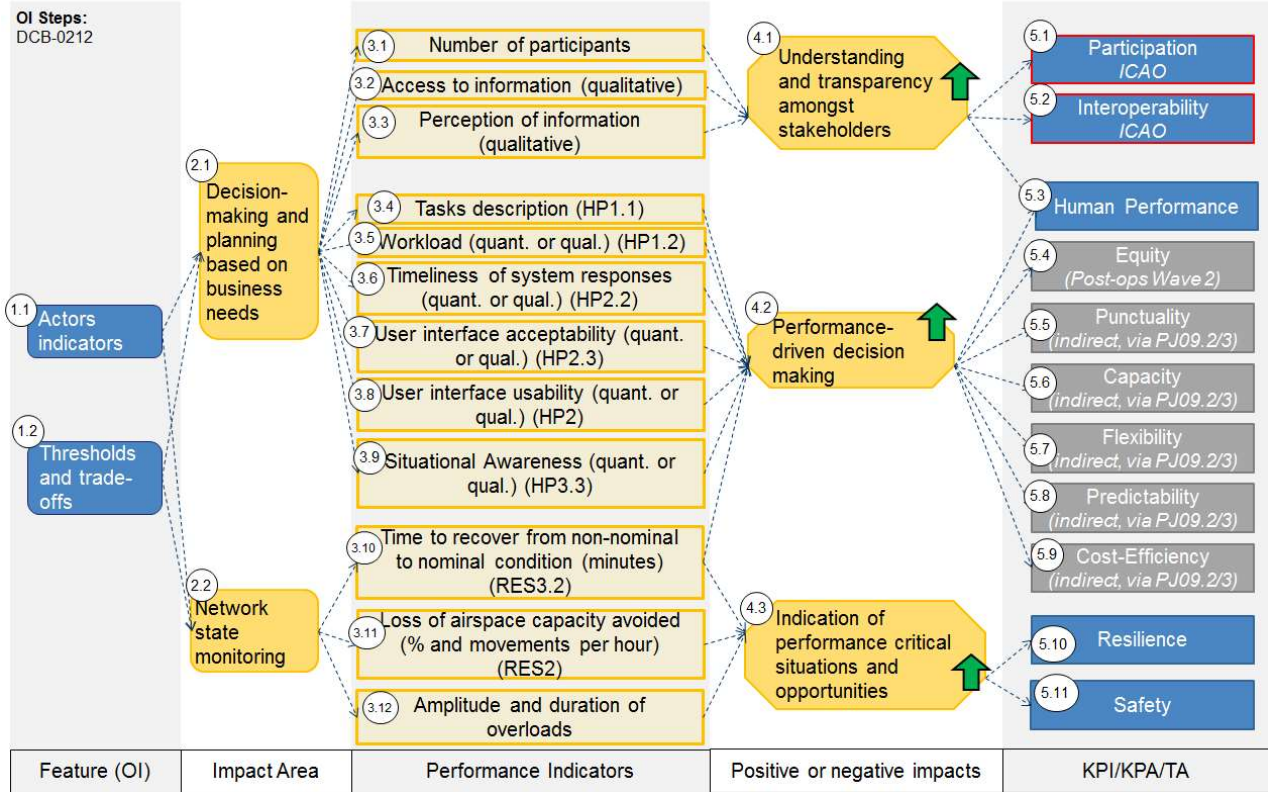 OI Steps:
DCB-0212
1.1
Actors
indicators
1.2
Thresholds
and trade-
offs
2.1
Decision-
making and
planning
based on
business
needs
2.2
Network
state
monitoring
3.1
Number of participants
3.2
Access to information (qualitative)
3.3
Perception of information
(qualitative)
3.4
Tasks description (HP1.1)
3.5
Workload (quant. or qual.) (HP1.2)
3.6
Timeliness of system responses
(quant. or qual.) (HP2.2)
3.7
User interface acceptability (quant.
or qual.) (HP2.3)
3.8
User interface usability (quant. or
qual.) (HP2)
3.9
Situational Awareness (quant. or
qual.) (HP3.3)
3.10
Time to recover from non-nominal
to nominal condition (minutes)
(RES3.2)
3.11
Loss of airspace capacity avoided
(% and movements per hour)
(RES2)
3.12
Amplitude and duration of
overloads
4.1
Understanding
and transparency
amongst
stakeholders
4.2
Performance-
driven decision
making
4.3
Indication of
performance critical
situations and
opportunities
5.1
Participation
ICAO
5.2
Interoperability
ICAO
5.3
Human Performance
5.4
Equity
(Post-ops Wave 2)
5.5
Punctuality
(indirect, via PJ09.2/3)
5.6
Capacity
(indirect, via PJ09.2/3)
5.7
Flexibility
(indirect, via PJ09.2/3)
5.8
Predictability
(indirect, via PJ09.2/3)
5.9
Cost-Efficiency
(indirect, via PJ09.2/3)
5.10
Resilience
5.11
Safety
Feature (OI)
Impact Area
Performance Indicators
Positive or negative impacts
KPI/KPA/TA